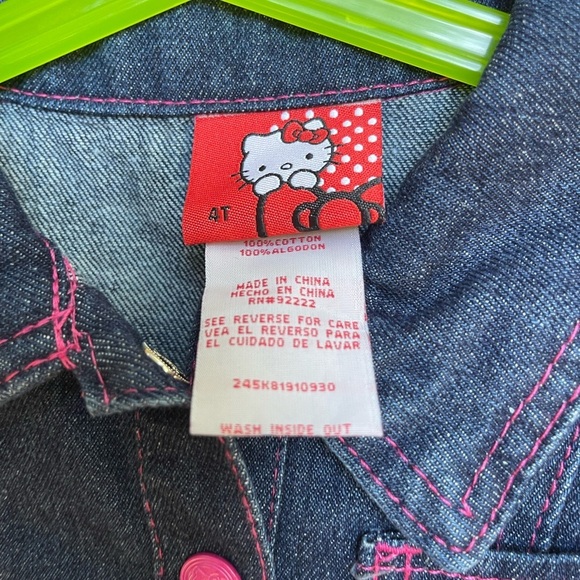 4T
100%COTTON
100%ALGODON
MADE IN CHINA
HECHO EN CHINA
RN#92222
SEE REVERSE FOR CARE
VEA EL REVERSO PARA
EL CUIDADO DE LAVAR
245K81910930
WASH INSIDE OUT